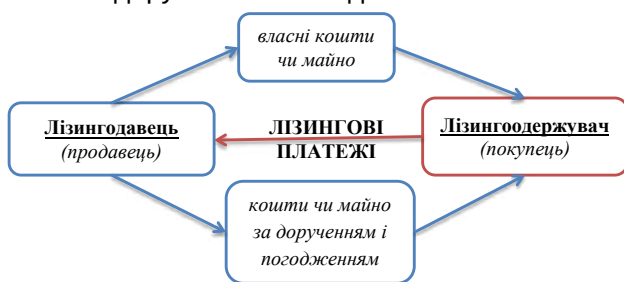 власні кошти
чи майно
Лізингодавець
(продавець)
ЛІЗИНГОВІ
ПЛАТЕЖІ
Лізингоодержувач
(покупець)
кошти чи майно
за дорученням і
погодженням